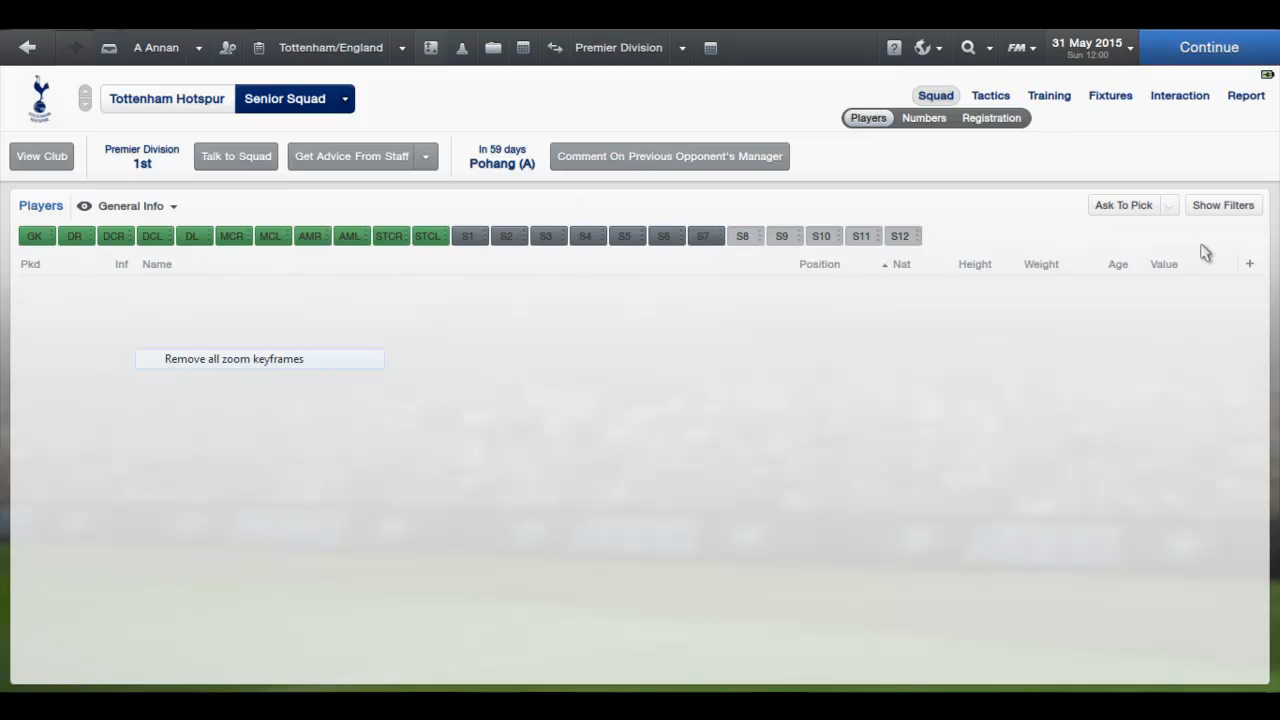 A Annan Tottenham/England Premier Division FM 31 May 2015 Continue
Sun 12:00
TOTTENHAM HOTSPUR Tottenham Hotspur Senior Squad Squad Tactics Training Fixtures Interaction Report
Players Numbers Registration
View Club Premier Division 1st Talk to Squad Get Advice From Staff In 59 days Pohang (A) Comment On Previous Opponent's Manager
Players General Info Ask To Pick Show Filters
GK DR DCR DCL DL MCR MCL AMR AML STCR STCL S1 S2 S3 S4 S5 S6 S7 S8 S9 S10 S11 S12
Pkd Inf Name Position Nat Height Weight Age Value +
Remove all zoom keyframes